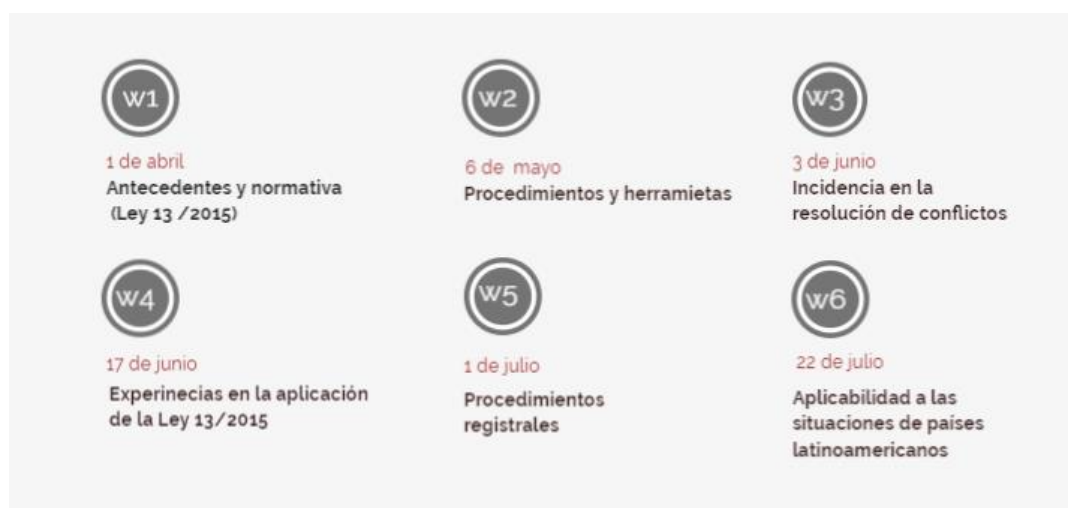 W1
1 de abril
Antecedentes y normativa
(Ley 13 /2015)
W2
6 de mayo
Procedimientos y herramietas
W3
3 de junio
Incidencia en la
resolución de conflictos
W4
17 de junio
Experinecias en la aplicación
de la Ley 13/2015
W5
1 de julio
Procedimientos
registrales
W6
22 de julio
Aplicabilidad a las
situaciones de países
latinoamericanos